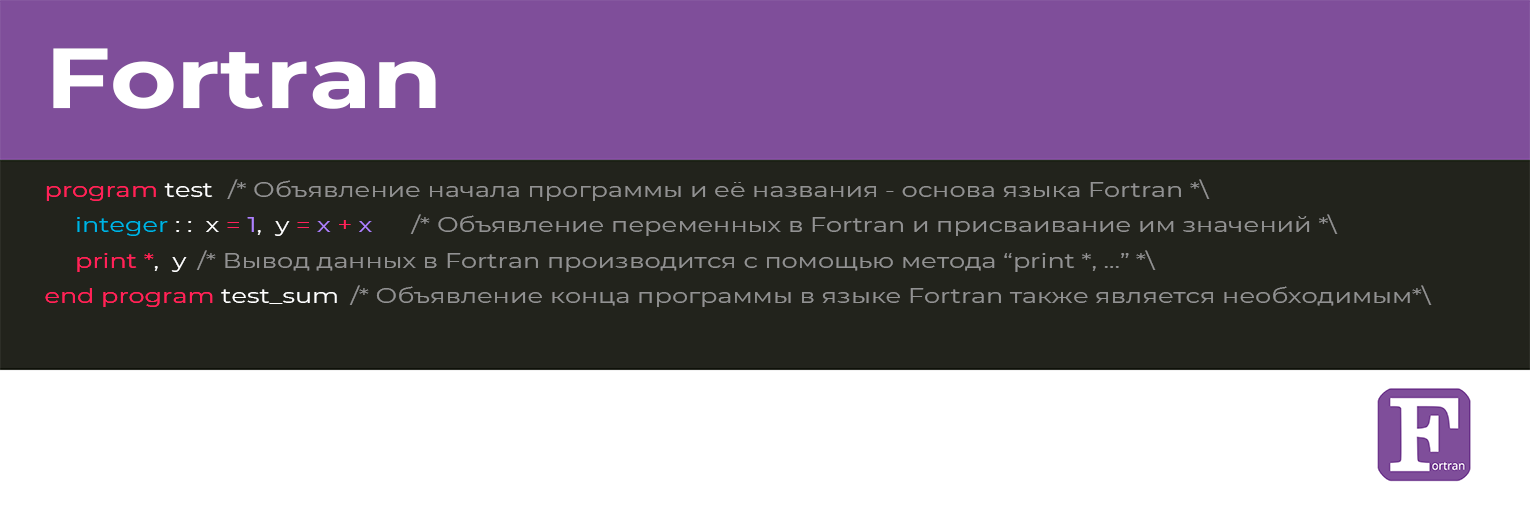 Fortran
program test /* Объявление начала программы и её названия - основа языка Fortran *\
integer : : x = 1, y = x + x /* Объявление переменных в Fortran и присваивание им значений *\
print *, y /* Вывод данных в Fortran производится с помощью метода “print *, ...” *\
end program test_sum /* Объявление конца программы в языке Fortran также является необходимым*\
Fortran